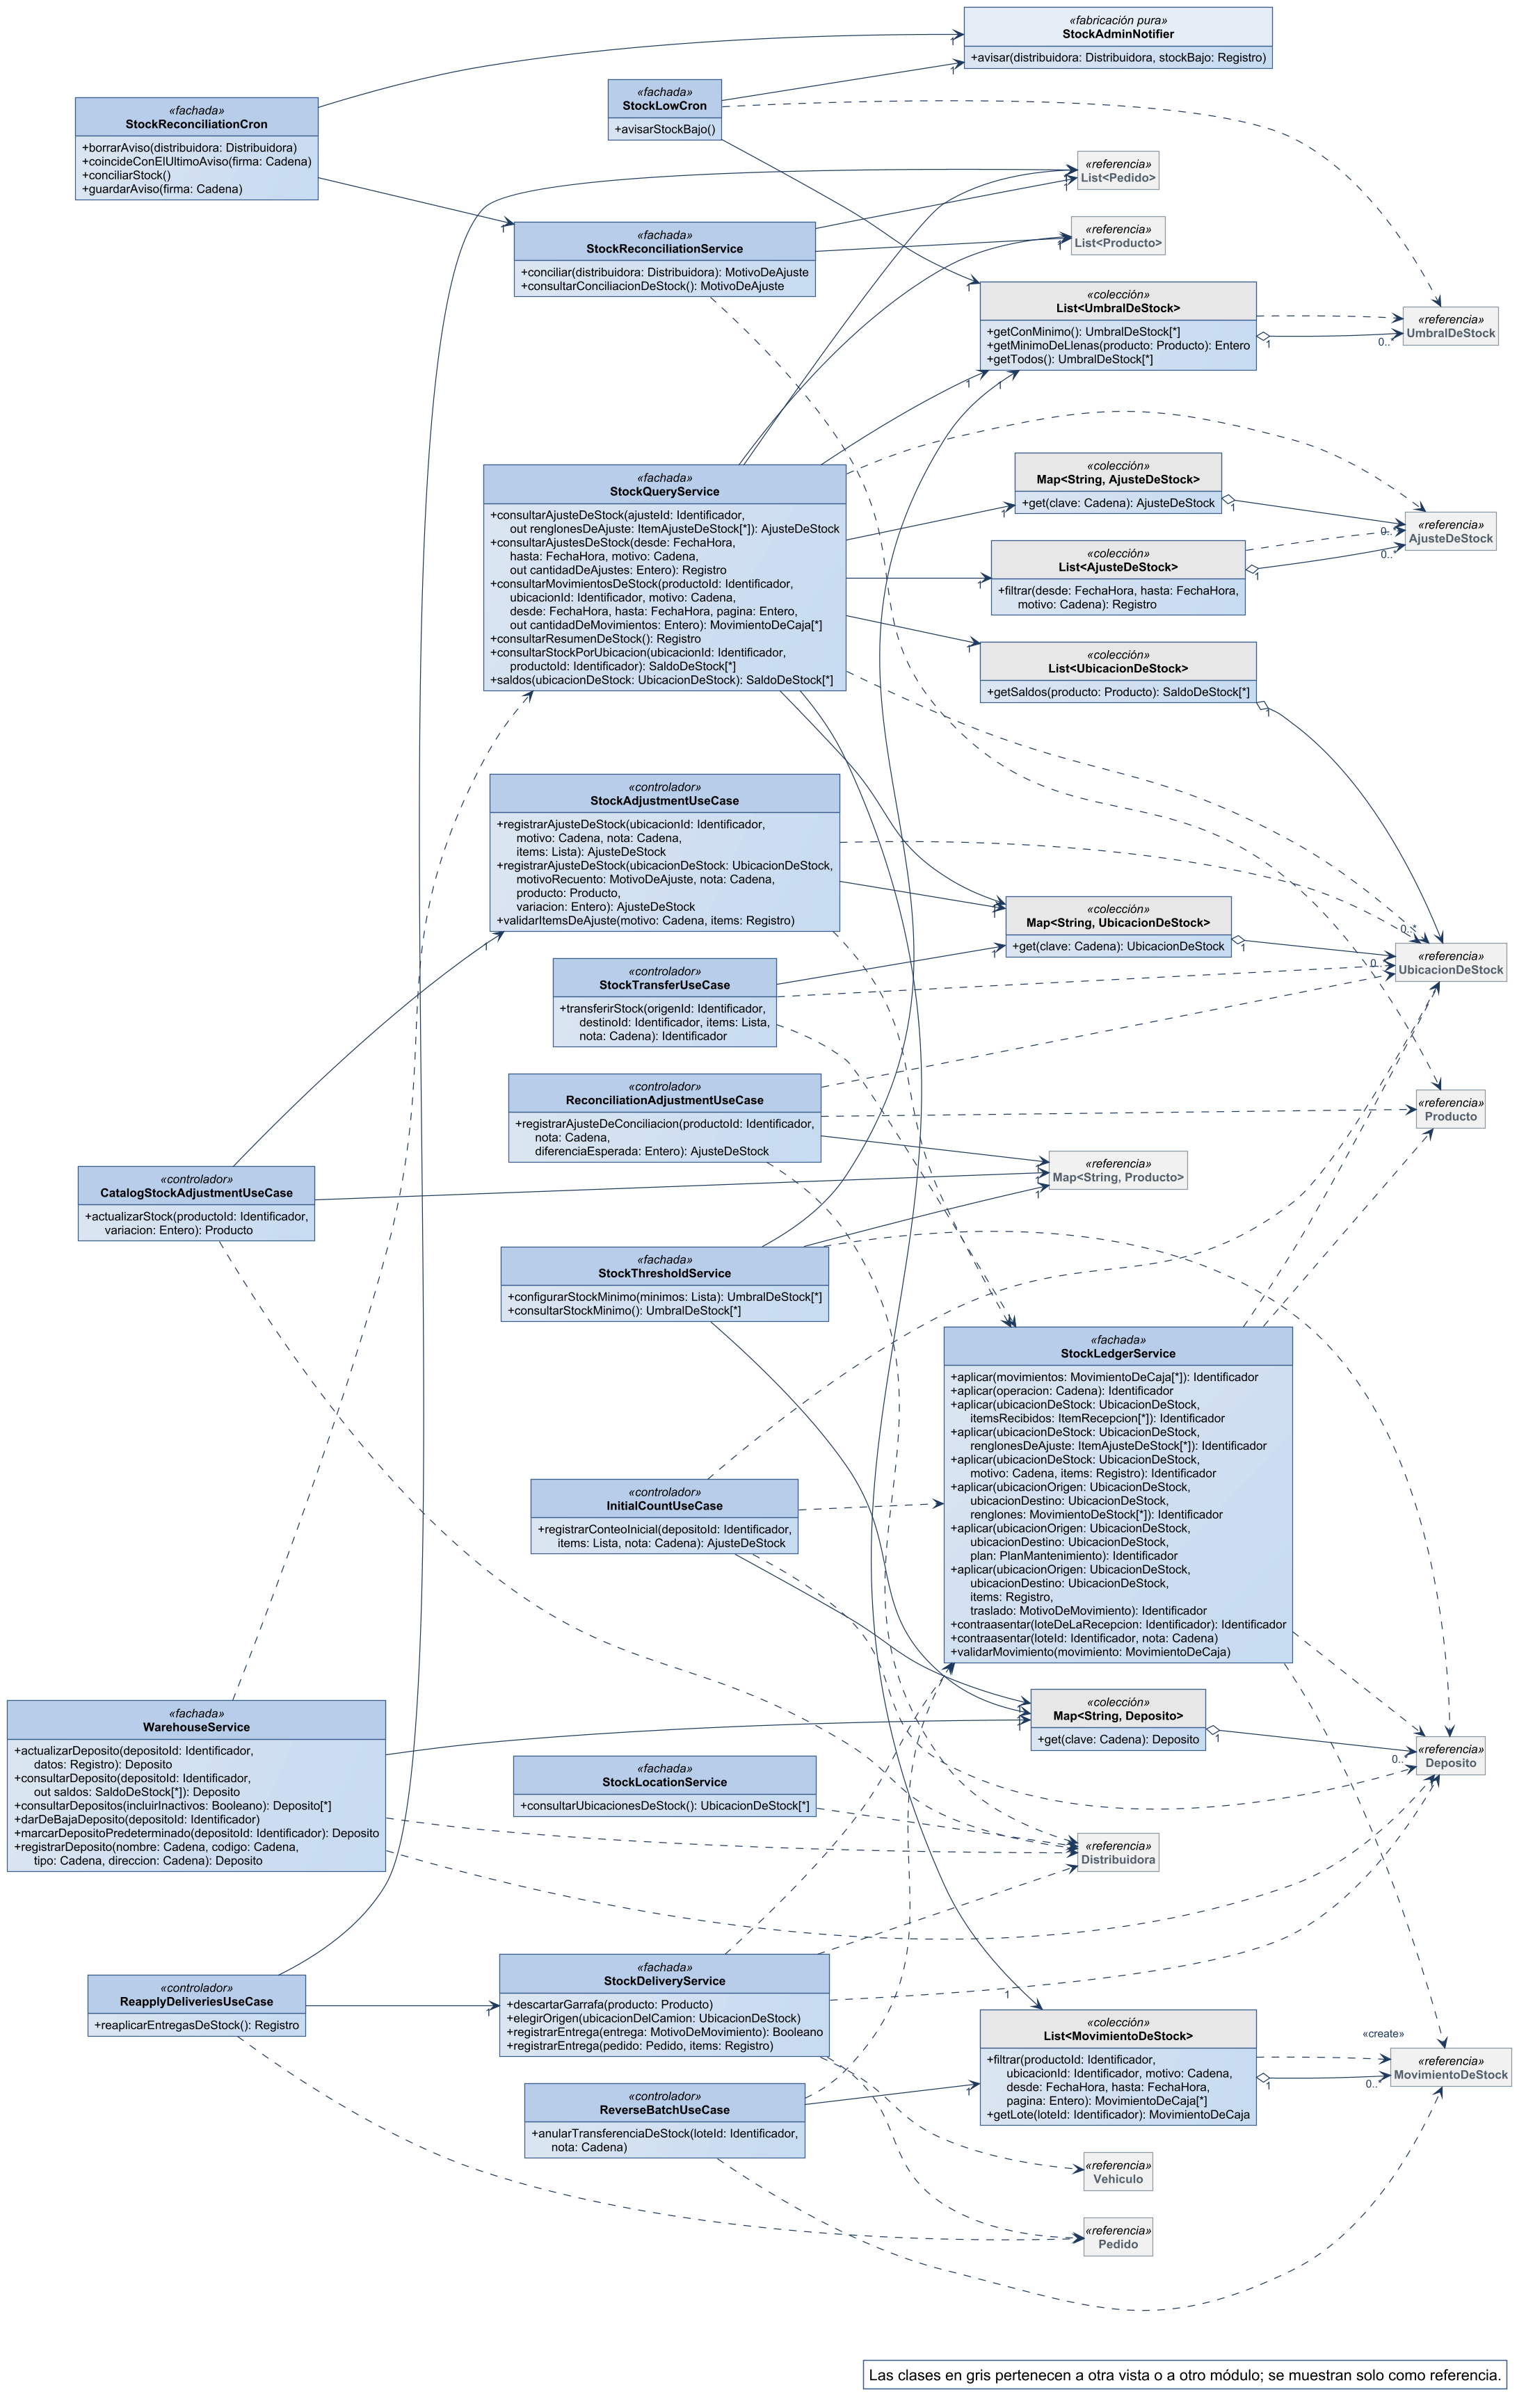 «fabricación pura»
StockAdminNotifier
+avisar(distribuidora: Distribuidora, stockBajo: Registro)
«fachada»
StockLowCron
+avisarStockBajo()
«fachada»
StockReconciliationCron
+borrarAviso(distribuidora: Distribuidora)
+coincideConElUltimoAviso(firma: Cadena)
+conciliarStock()
+guardarAviso(firma: Cadena)
«referencia»
List<Pedido>
«referencia»
List<Producto>
«fachada»
StockReconciliationService
+conciliar(distribuidora: Distribuidora): MotivoDeAjuste
+consultarConciliacionDeStock(): MotivoDeAjuste
«colección»
List<UmbralDeStock>
+getConMinimo(): UmbralDeStock[*]
+getMinimoDeLlenas(producto: Producto): Entero
+getTodos(): UmbralDeStock[*]
1
0..*
«referencia»
UmbralDeStock
«fachada»
StockQueryService
+consultarAjusteDeStock(ajusteId: Identificador,
out renglonesDeAjuste: ItemAjusteDeStock[*]): AjusteDeStock
+consultarAjustesDeStock(desde: FechaHora,
hasta: FechaHora, motivo: Cadena,
out cantidadDeAjustes: Entero): Registro
+consultarMovimientosDeStock(productoId: Identificador,
ubicacionId: Identificador, motivo: Cadena,
desde: FechaHora, hasta: FechaHora, pagina: Entero,
out cantidadDeMovimientos: Entero): MovimientoDeCaja[*]
+consultarResumenDeStock(): Registro
+consultarStockPorUbicacion(ubicacionId: Identificador,
productoId: Identificador): SaldoDeStock[*]
+saldos(ubicacionDeStock: UbicacionDeStock): SaldoDeStock[*]
«colección»
Map<String, AjusteDeStock>
+get(clave: Cadena): AjusteDeStock
1
«referencia»
AjusteDeStock
0..*
0..*
«colección»
List<AjusteDeStock>
+filtrar(desde: FechaHora, hasta: FechaHora,
motivo: Cadena): Registro
1
«colección»
List<UbicacionDeStock>
+getSaldos(producto: Producto): SaldoDeStock[*]
1
«controlador»
StockAdjustmentUseCase
+registrarAjusteDeStock(ubicacionId: Identificador,
motivo: Cadena, nota: Cadena,
items: Lista): AjusteDeStock
+registrarAjusteDeStock(ubicacionDeStock: UbicacionDeStock,
motivoRecuento: MotivoDeAjuste, nota: Cadena,
producto: Producto,
variacion: Entero): AjusteDeStock
+validarItemsDeAjuste(motivo: Cadena, items: Registro)
«colección»
Map<String, UbicacionDeStock>
+get(clave: Cadena): UbicacionDeStock
1
0..*
«referencia»
UbicacionDeStock
«controlador»
StockTransferUseCase
+transferirStock(origenId: Identificador,
destinoId: Identificador, items: Lista,
nota: Cadena): Identificador
«controlador»
ReconciliationAdjustmentUseCase
+registrarAjusteDeConciliacion(productoId: Identificador,
nota: Cadena,
diferenciaEsperada: Entero): AjusteDeStock
«referencia»
Producto
«referencia»
Map<String, Producto>
«controlador»
CatalogStockAdjustmentUseCase
+actualizarStock(productoId: Identificador,
variacion: Entero): Producto
«fachada»
StockThresholdService
+configurarStockMinimo(minimos: Lista): UmbralDeStock[*]
+consultarStockMinimo(): UmbralDeStock[*]
«fachada»
StockLedgerService
+aplicar(movimientos: MovimientoDeCaja[*]): Identificador
+aplicar(operacion: Cadena): Identificador
+aplicar(ubicacionDeStock: UbicacionDeStock,
itemsRecibidos: ItemRecepcion[*]): Identificador
+aplicar(ubicacionDeStock: UbicacionDeStock,
renglonesDeAjuste: ItemAjusteDeStock[*]): Identificador
+aplicar(ubicacionDeStock: UbicacionDeStock,
motivo: Cadena, items: Registro): Identificador
+aplicar(ubicacionOrigen: UbicacionDeStock,
ubicacionDestino: UbicacionDeStock,
renglones: MovimientoDeStock[*]): Identificador
+aplicar(ubicacionOrigen: UbicacionDeStock,
ubicacionDestino: UbicacionDeStock,
plan: PlanMantenimiento): Identificador
+aplicar(ubicacionOrigen: UbicacionDeStock,
ubicacionDestino: UbicacionDeStock,
items: Registro,
traslado: MotivoDeMovimiento): Identificador
+contraasentar(loteDeLaRecepcion: Identificador): Identificador
+contraasentar(loteId: Identificador, nota: Cadena)
+validarMovimiento(movimiento: MovimientoDeCaja)
«controlador»
InitialCountUseCase
+registrarConteoInicial(depositoId: Identificador,
items: Lista, nota: Cadena): AjusteDeStock
«colección»
Map<String, Deposito>
+get(clave: Cadena): Deposito
1
0..*
«referencia»
Deposito
«fachada»
WarehouseService
+actualizarDeposito(depositoId: Identificador,
datos: Registro): Deposito
+consultarDeposito(depositoId: Identificador,
out saldos: SaldoDeStock[*]): Deposito
+consultarDepositos(incluirInactivos: Booleano): Deposito[*]
+darDeBajaDeposito(depositoId: Identificador)
+marcarDepositoPredeterminado(depositoId: Identificador): Deposito
+registrarDeposito(nombre: Cadena, codigo: Cadena,
tipo: Cadena, direccion: Cadena): Deposito
«fachada»
StockLocationService
+consultarUbicacionesDeStock(): UbicacionDeStock[*]
«referencia»
Distribuidora
«fachada»
StockDeliveryService
+descartarGarrafa(producto: Producto)
+elegirOrigen(ubicacionDelCamion: UbicacionDeStock)
+registrarEntrega(entrega: MotivoDeMovimiento): Booleano
+registrarEntrega(pedido: Pedido, items: Registro)
«controlador»
ReapplyDeliveriesUseCase
+reaplicarEntregasDeStock(): Registro
1
1
«colección»
List<MovimientoDeStock>
+filtrar(productoId: Identificador,
ubicacionId: Identificador, motivo: Cadena,
desde: FechaHora, hasta: FechaHora,
pagina: Entero): MovimientoDeCaja[*]
+getLote(loteId: Identificador): MovimientoDeCaja
«create»
1
0..*
«referencia»
MovimientoDeStock
«controlador»
ReverseBatchUseCase
+anularTransferenciaDeStock(loteId: Identificador,
nota: Cadena)
1
«referencia»
Vehiculo
«referencia»
Pedido
Las clases en gris pertenecen a otra vista o a otro módulo; se muestran solo como referencia.